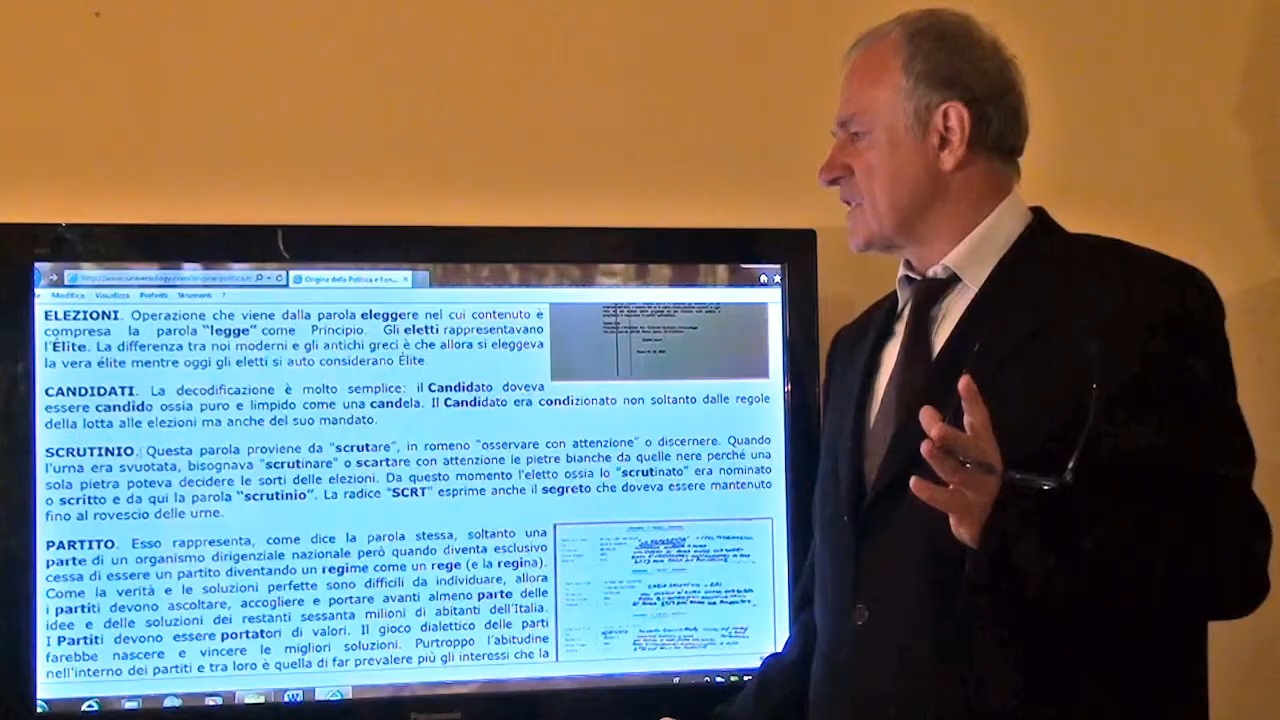 http://www.universology.com/origine-politica.h
Origine della Politica e Fon...
Modifica Visualizza Preferiti Strumenti ?
ELEZIONI. Operazione che viene dalla parola eleggere nel cui contenuto è
compresa la parola "legge" come Principio. Gli eletti rappresentavano
l'Élite. La differenza tra noi moderni e gli antichi greci è che allora si eleggeva
la vera élite mentre oggi gli eletti si auto considerano Élite.
CANDIDATI. La decodificazione è molto semplice: il Candidato doveva
essere candido ossia puro e limpido come una candela. Il Candidato era condizionato non soltanto dalle regole
della lotta alle elezioni ma anche del suo mandato.
SCRUTINIO. Questa parola proviene da "scrutare", in romeno "osservare con attenzione" o discernere. Quando
l'urna era svuotata, bisognava "scrutinare" o scartare con attenzione le pietre bianche da quelle nere perché una
sola pietra poteva decidere le sorti delle elezioni. Da questo momento l'eletto ossia lo "scrutinato" era nominato
o scritto e da qui la parola "scrutinio". La radice "SCRT" esprime anche il segreto che doveva essere mantenuto
fino al rovescio delle urne.
PARTITO. Esso rappresenta, come dice la parola stessa, soltanto una
parte di un organismo dirigenziale nazionale però quando diventa esclusivo
cessa di essere un partito diventando un regime come un rege (e la regina).
Come la verità e le soluzioni perfette sono difficili da individuare, allora
i partiti devono ascoltare, accogliere e portare avanti almeno parte delle
idee e delle soluzioni dei restanti sessanta milioni di abitanti dell'Italia.
I Partiti devono essere portatori di valori. Il gioco dialettico delle parti
farebbe nascere e vincere le migliori soluzioni. Purtroppo l'abitudine
nell'interno dei partiti e tra loro è quella di far prevalere più gli interessi che la
Panasonic